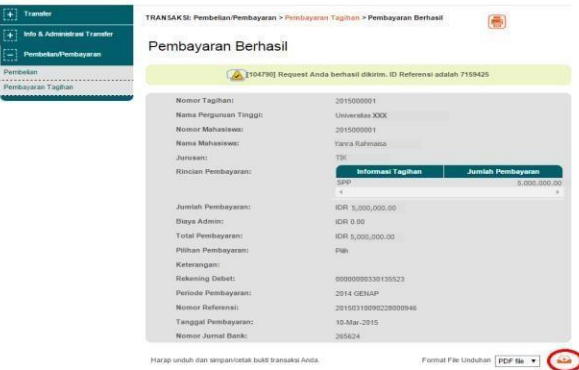 Transfer
Info & Administrasi Transfer
Pembelian/Pembayaran
Pembelian
Pembayaran Tagihan
TRANSAKSI: Pembelian/Pembayaran > Pembayaran Tagihan > Pembayaran Berhasil
Pembayaran Berhasil
[104790] Request Anda berhasil dikirim. ID Referensi adalah 7159425
Nomor Tagihan: 2015000001
Nama Perguruan Tinggi: Universitas XXX
Nomor Mahasiswa: 2015000001
Nama Mahasiswa: Yanra Rahmaisa
Jurusan: TIK
Rincian Pembayaran: Informasi Tagihan Jumlah Pembayaran
SPP 5,000,000.00
Jumlah Pembayaran: IDR 5,000,000.00
Biaya Admin: IDR 0.00
Total Pembayaran: IDR 5,000,000.00
Pilihan Pembayaran: Pilih
Keterangan:
Rekening Debet: 00000000330135523
Periode Pembayaran: 2014 GENAP
Nomor Referensi: 20150310090228000946
Tanggal Pembayaran: 10-Mar-2015
Nomor Jurnal Bank: 265624
Harap unduh dan simpan/cetak bukti transaksi Anda. Format File Unduhan PDF file